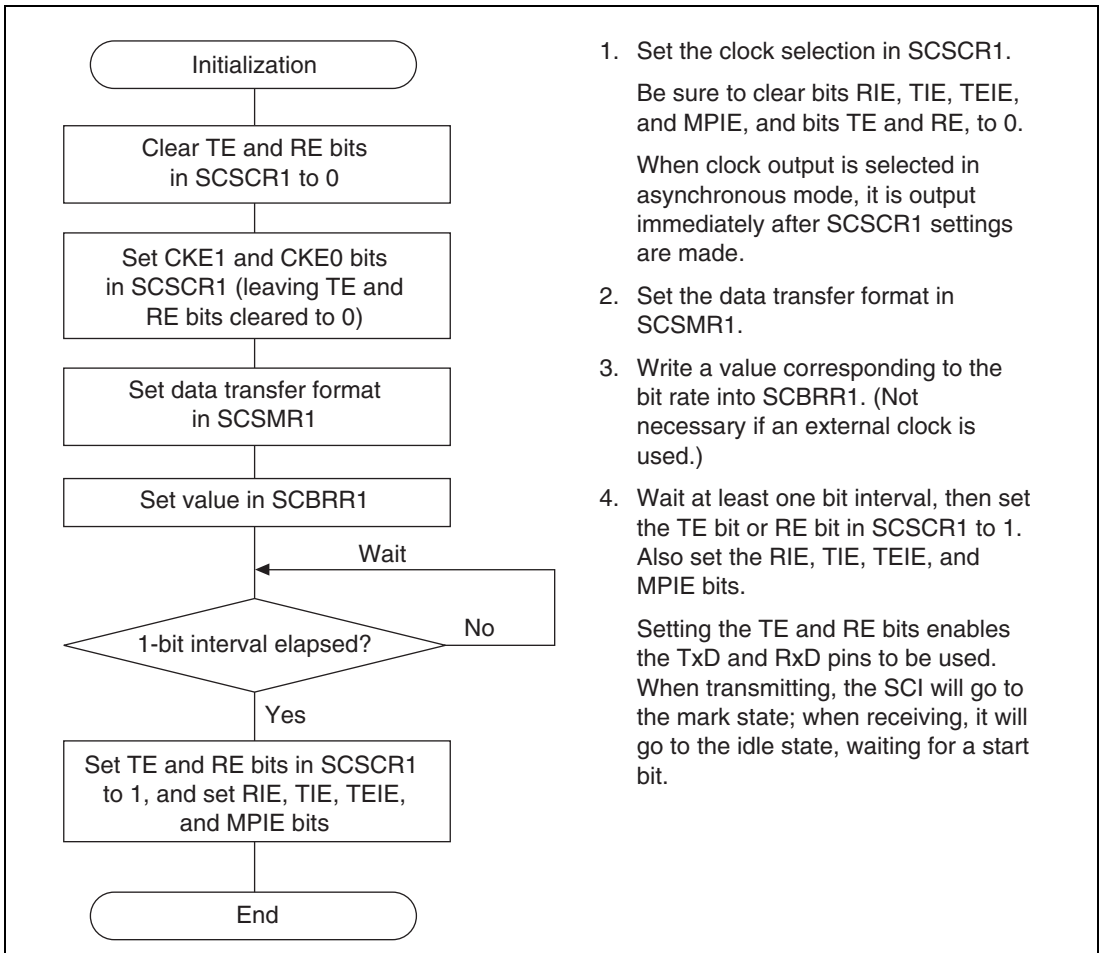 Initialization
Clear TE and RE bits
in SCSCR1 to 0
Set CKE1 and CKE0 bits
in SCSCR1 (leaving TE and
RE bits cleared to 0)
Set data transfer format
in SCSMR1
Set value in SCBRR1
Wait
1-bit interval elapsed?
No
Yes
Set TE and RE bits in SCSCR1
to 1, and set RIE, TIE, TEIE,
and MPIE bits
End
1. Set the clock selection in SCSCR1.
Be sure to clear bits RIE, TIE, TEIE,
and MPIE, and bits TE and RE, to 0.
When clock output is selected in
asynchronous mode, it is output
immediately after SCSCR1 settings
are made.
2. Set the data transfer format in
SCSMR1.
3. Write a value corresponding to the
bit rate into SCBRR1. (Not
necessary if an external clock is
used.)
4. Wait at least one bit interval, then set
the TE bit or RE bit in SCSCR1 to 1.
Also set the RIE, TIE, TEIE, and
MPIE bits.
Setting the TE and RE bits enables
the TxD and RxD pins to be used.
When transmitting, the SCI will go to
the mark state; when receiving, it will
go to the idle state, waiting for a start
bit.